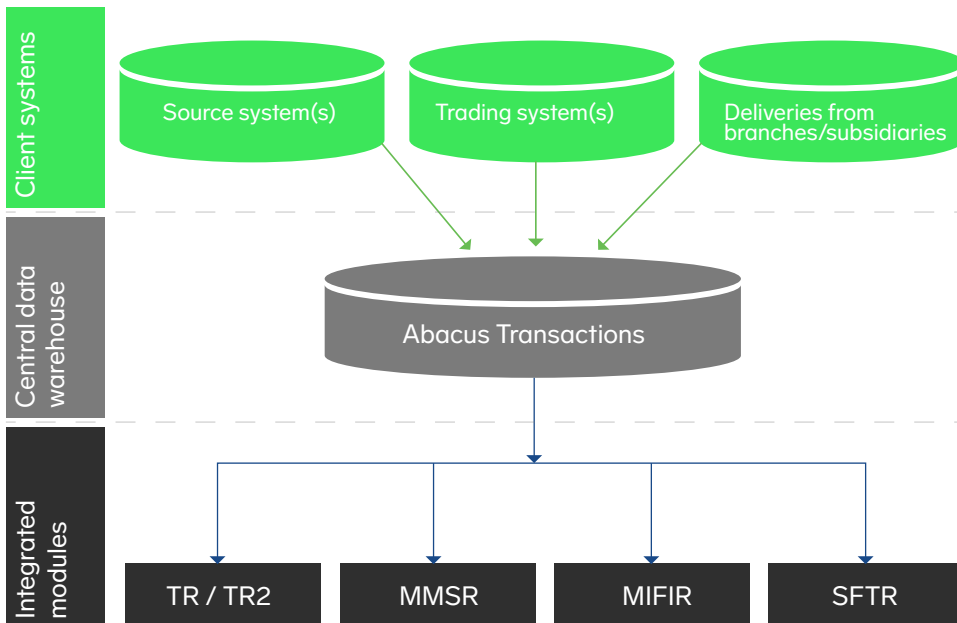 Client systems
Source system(s)
Trading system(s)
Deliveries from
branches/subsidiaries
Central data
warehouse
Abacus Transactions
Integrated
modules
TR / TR2
MMSR
MIFIR
SFTR